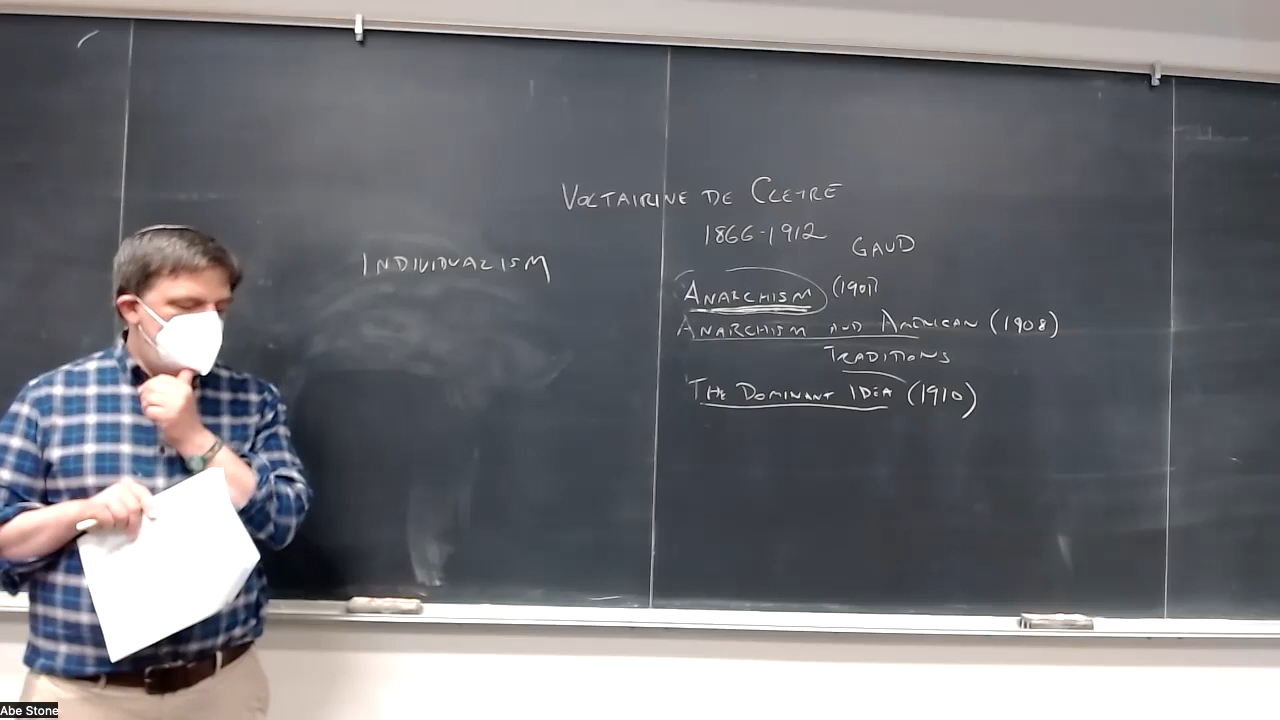 VOLTAIRINE DE CLEYRE
1866-1912
GAUD
INDIVIDUALISM
ANARCHISM (1901)
ANARCHISM AND AMERICAN (1908)
TRADITIONS
THE DOMINANT IDEA (1910)
Abe Stone